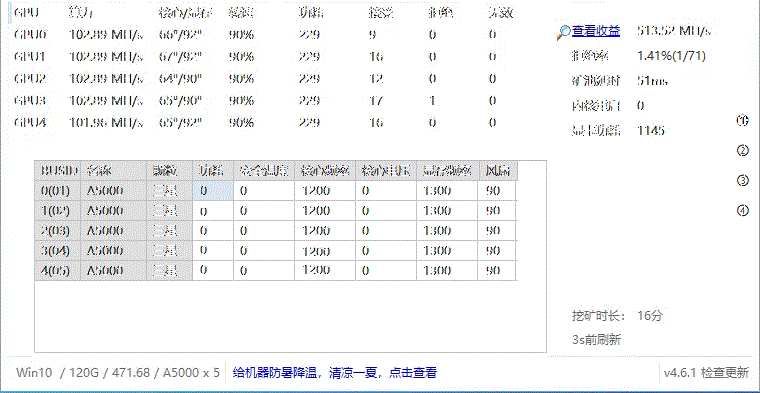 GPU 算力 核心/显存 转速 功耗 接受 拒绝 无效
GPU0 102.89 MH/s 66°/92° 90% 229 9 0 0
GPU1 102.89 MH/s 67°/92° 90% 229 16 0 0
GPU2 102.89 MH/s 64°/90° 90% 229 12 0 0
GPU3 102.89 MH/s 65°/90° 90% 229 17 1 0
GPU4 101.96 MH/s 65°/92° 90% 229 16 0 0
查看收益 513.52 MH/s
拒绝率 1.41%(1/71)
矿池延时 51ms
内核重启 0
显卡功耗 1145
①
②
③
④
BUSID 名称 颗粒 功耗 核心频率 核心电压 显存频率 风扇
0(01) A5000 三星 0 0 1200 0 1300 90
1(02) A5000 三星 0 0 1200 0 1300 90
2(03) A5000 三星 0 0 1200 0 1300 90
3(04) A5000 三星 0 0 1200 0 1300 90
4(05) A5000 三星 0 0 1200 0 1300 90
挖矿时长： 16分
3s前刷新
Win10 / 120G / 471.68 / A5000 x 5 给机器防暑降温，清凉一夏，点击查看 v4.6.1 检查更新